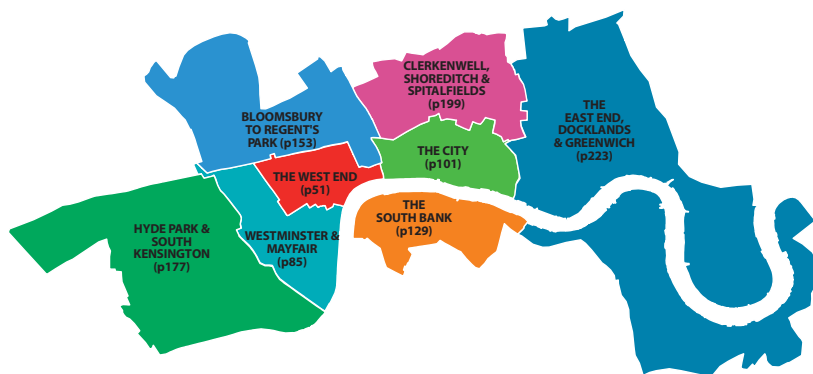 CLERKENWELL,
SHOREDITCH &
SPITALFIELDS
(p199)
THE
EAST END,
DOCKLANDS
& GREENWICH
(p223)
BLOOMSBURY
TO REGENT'S
PARK (p153)
THE CITY
(p101)
THE WEST END
(p51)
THE
SOUTH BANK
(p129)
HYDE PARK &
SOUTH
KENSINGTON
(p177)
WESTMINSTER &
MAYFAIR
(p85)